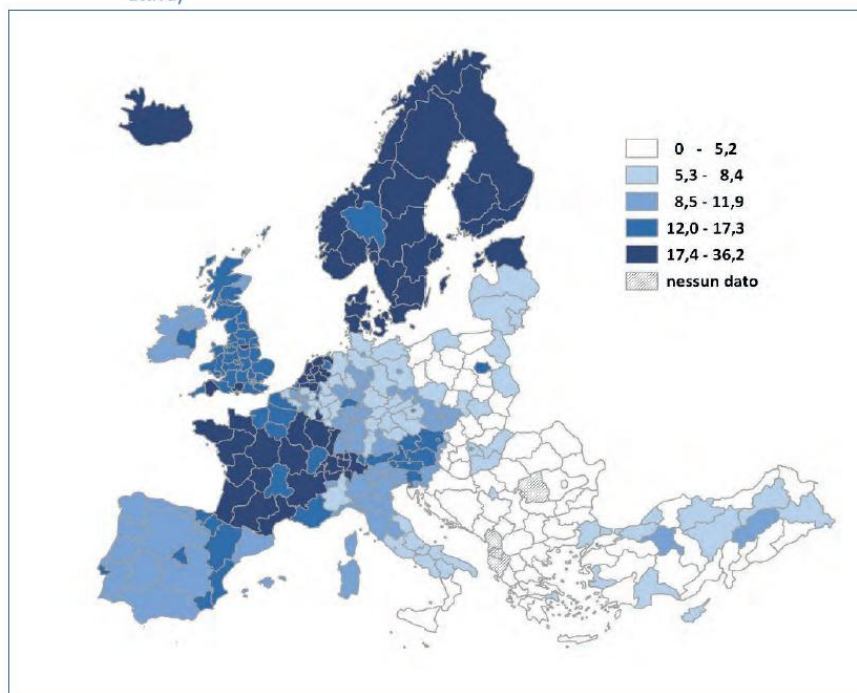 0 - 5,2
5,3 - 8,4
8,5 - 11,9
12,0 - 17,3
17,4 - 36,2
nessun dato